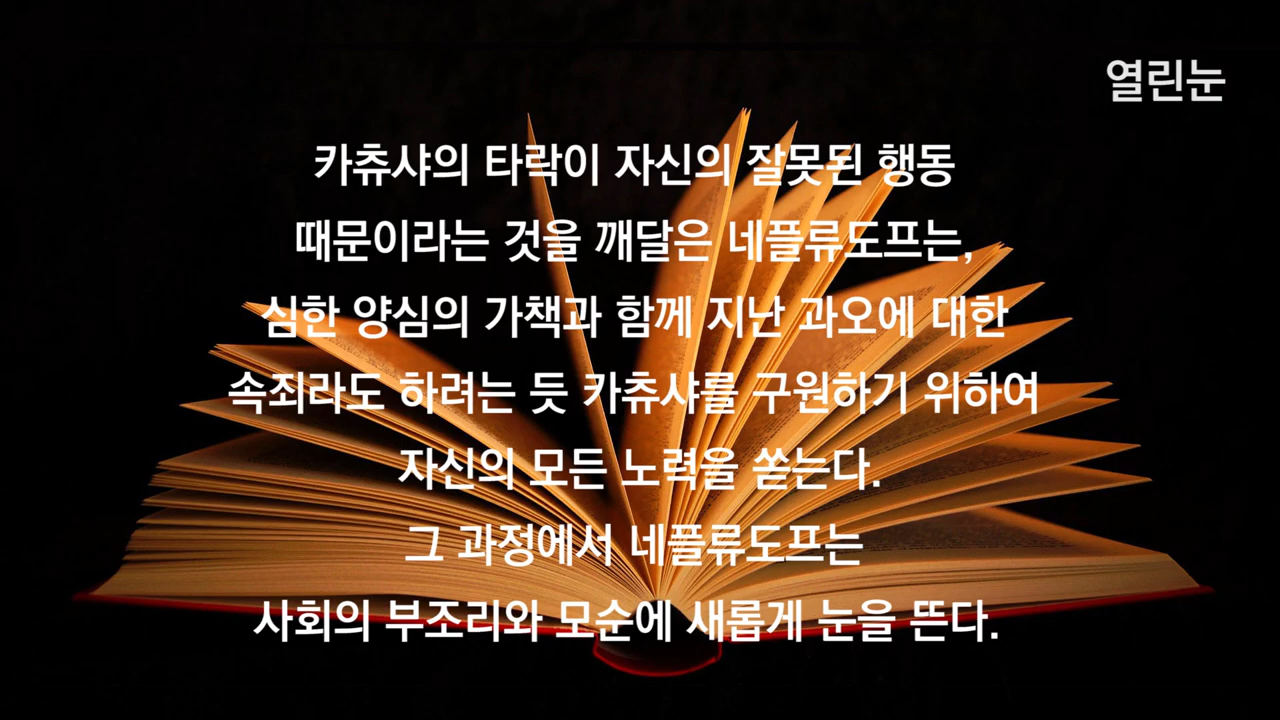 열린눈
카츄샤의 타락이 자신의 잘못된 행동
때문이라는 것을 깨달은 네플류도프는,
심한 양심의 가책과 함께 지난 과오에 대한
속죄라도 하려는 듯 카츄샤를 구원하기 위하여
자신의 모든 노력을 쏟는다.
그 과정에서 네플류도프는
사회의 부조리와 모순에 새롭게 눈을 뜬다.